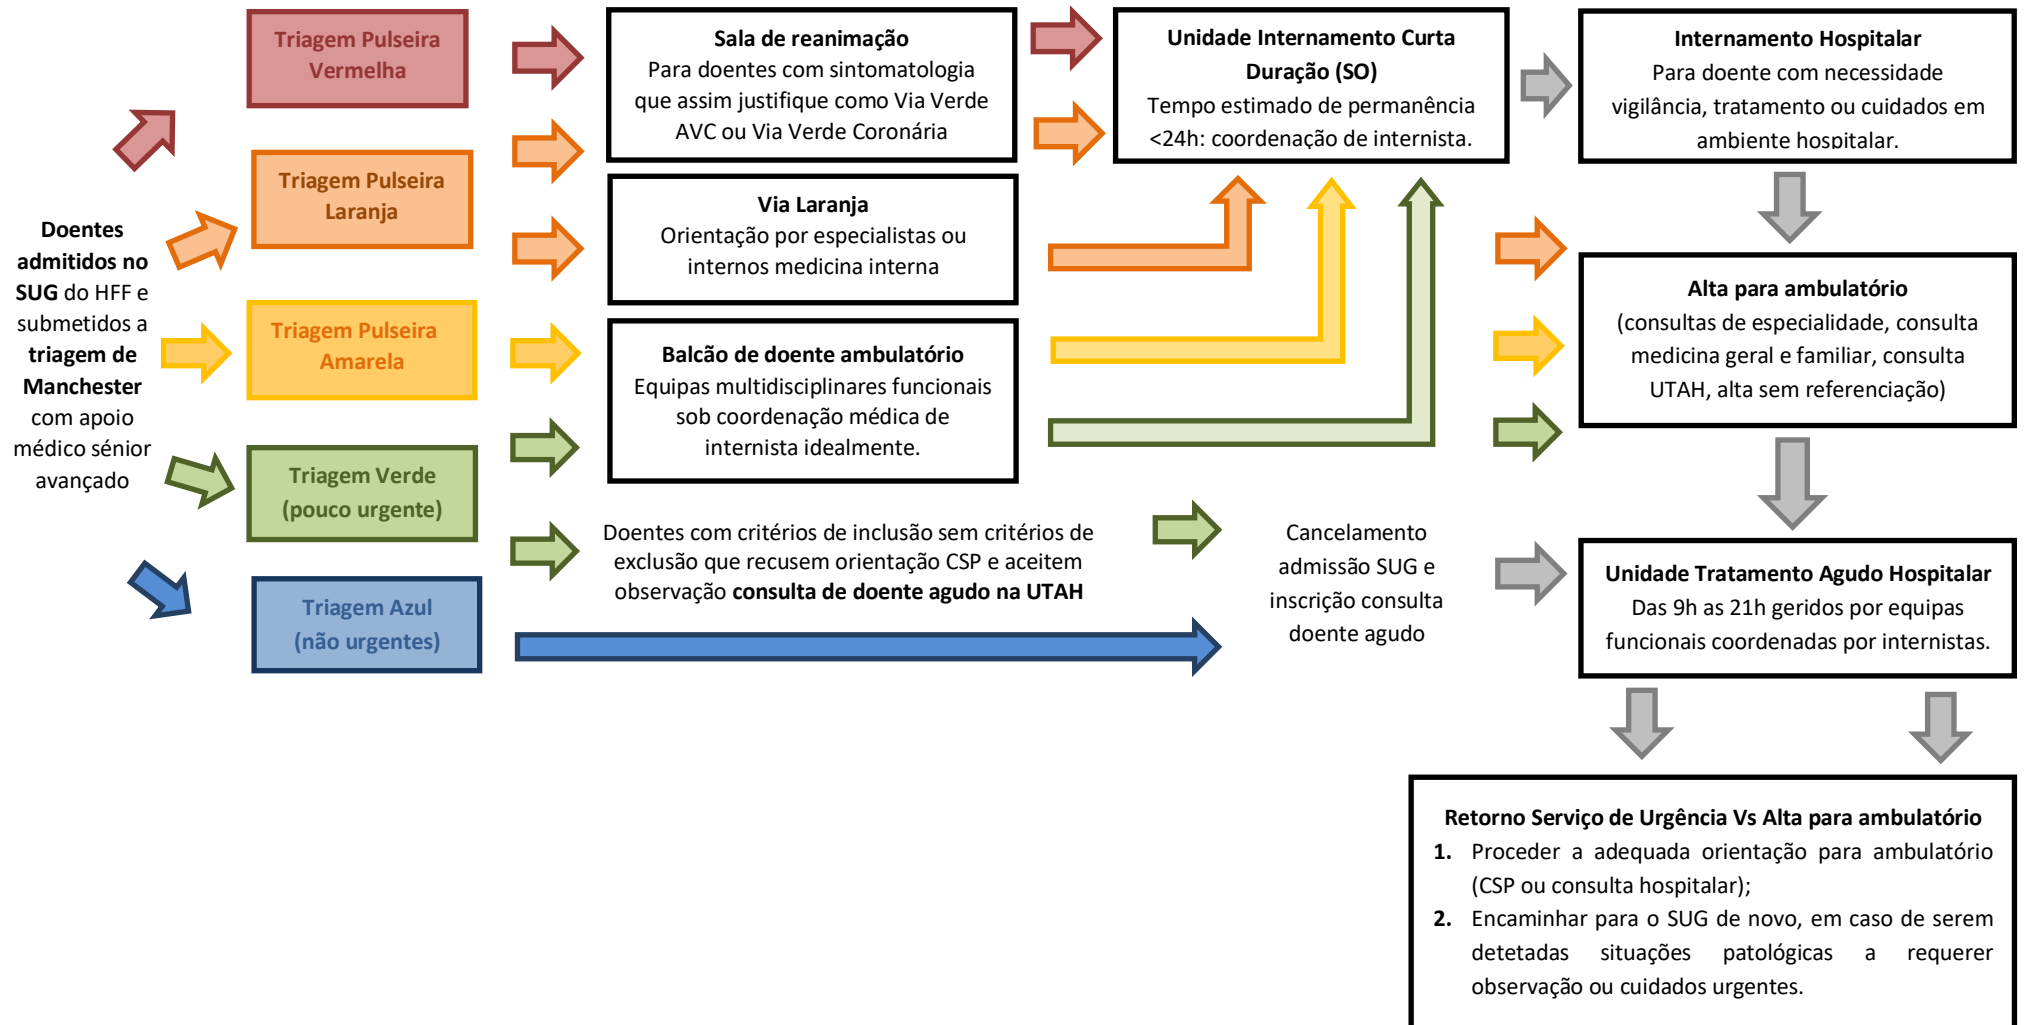 Doentes
admitidos no
SUG do HFF e
submetidos a
triagem de
Manchester
com apoio
médico sénior
avançado
Triagem Pulseira
Vermelha
Triagem Pulseira
Laranja
Triagem Pulseira
Amarela
Triagem Verde
(pouco urgente)
Triagem Azul
(não urgentes)
Sala de reanimação
Para doentes com sintomatologia
que assim justifique como Via Verde
AVC ou Via Verde Coronária
Via Laranja
Orientação por especialistas ou
internos medicina interna
Balcão de doente ambulatório
Equipas multidisciplinares funcionais
sob coordenação médica de
internista idealmente.
Doentes com critérios de inclusão sem critérios de
exclusão que recusem orientação CSP e aceitem
observação consulta de doente agudo na UTAH
Unidade Internamento Curta
Duração (SO)
Tempo estimado de permanência
<24h: coordenação de internista.
Cancelamento
admissão SUG e
inscrição consulta
doente agudo
Internamento Hospitalar
Para doente com necessidade
vigilância, tratamento ou cuidados em
ambiente hospitalar.
Alta para ambulatório
(consultas de especialidade, consulta
medicina geral e familiar, consulta
UTAH, alta sem referenciação)
Unidade Tratamento Agudo Hospitalar
Das 9h as 21h geridos por equipas
funcionais coordenadas por internistas.
Retorno Serviço de Urgência Vs Alta para ambulatório
1. Proceder a adequada orientação para ambulatório
(CSP ou consulta hospitalar);
2. Encaminhar para o SUG de novo, em caso de serem
detetadas situações patológicas a requerer
observação ou cuidados urgentes.